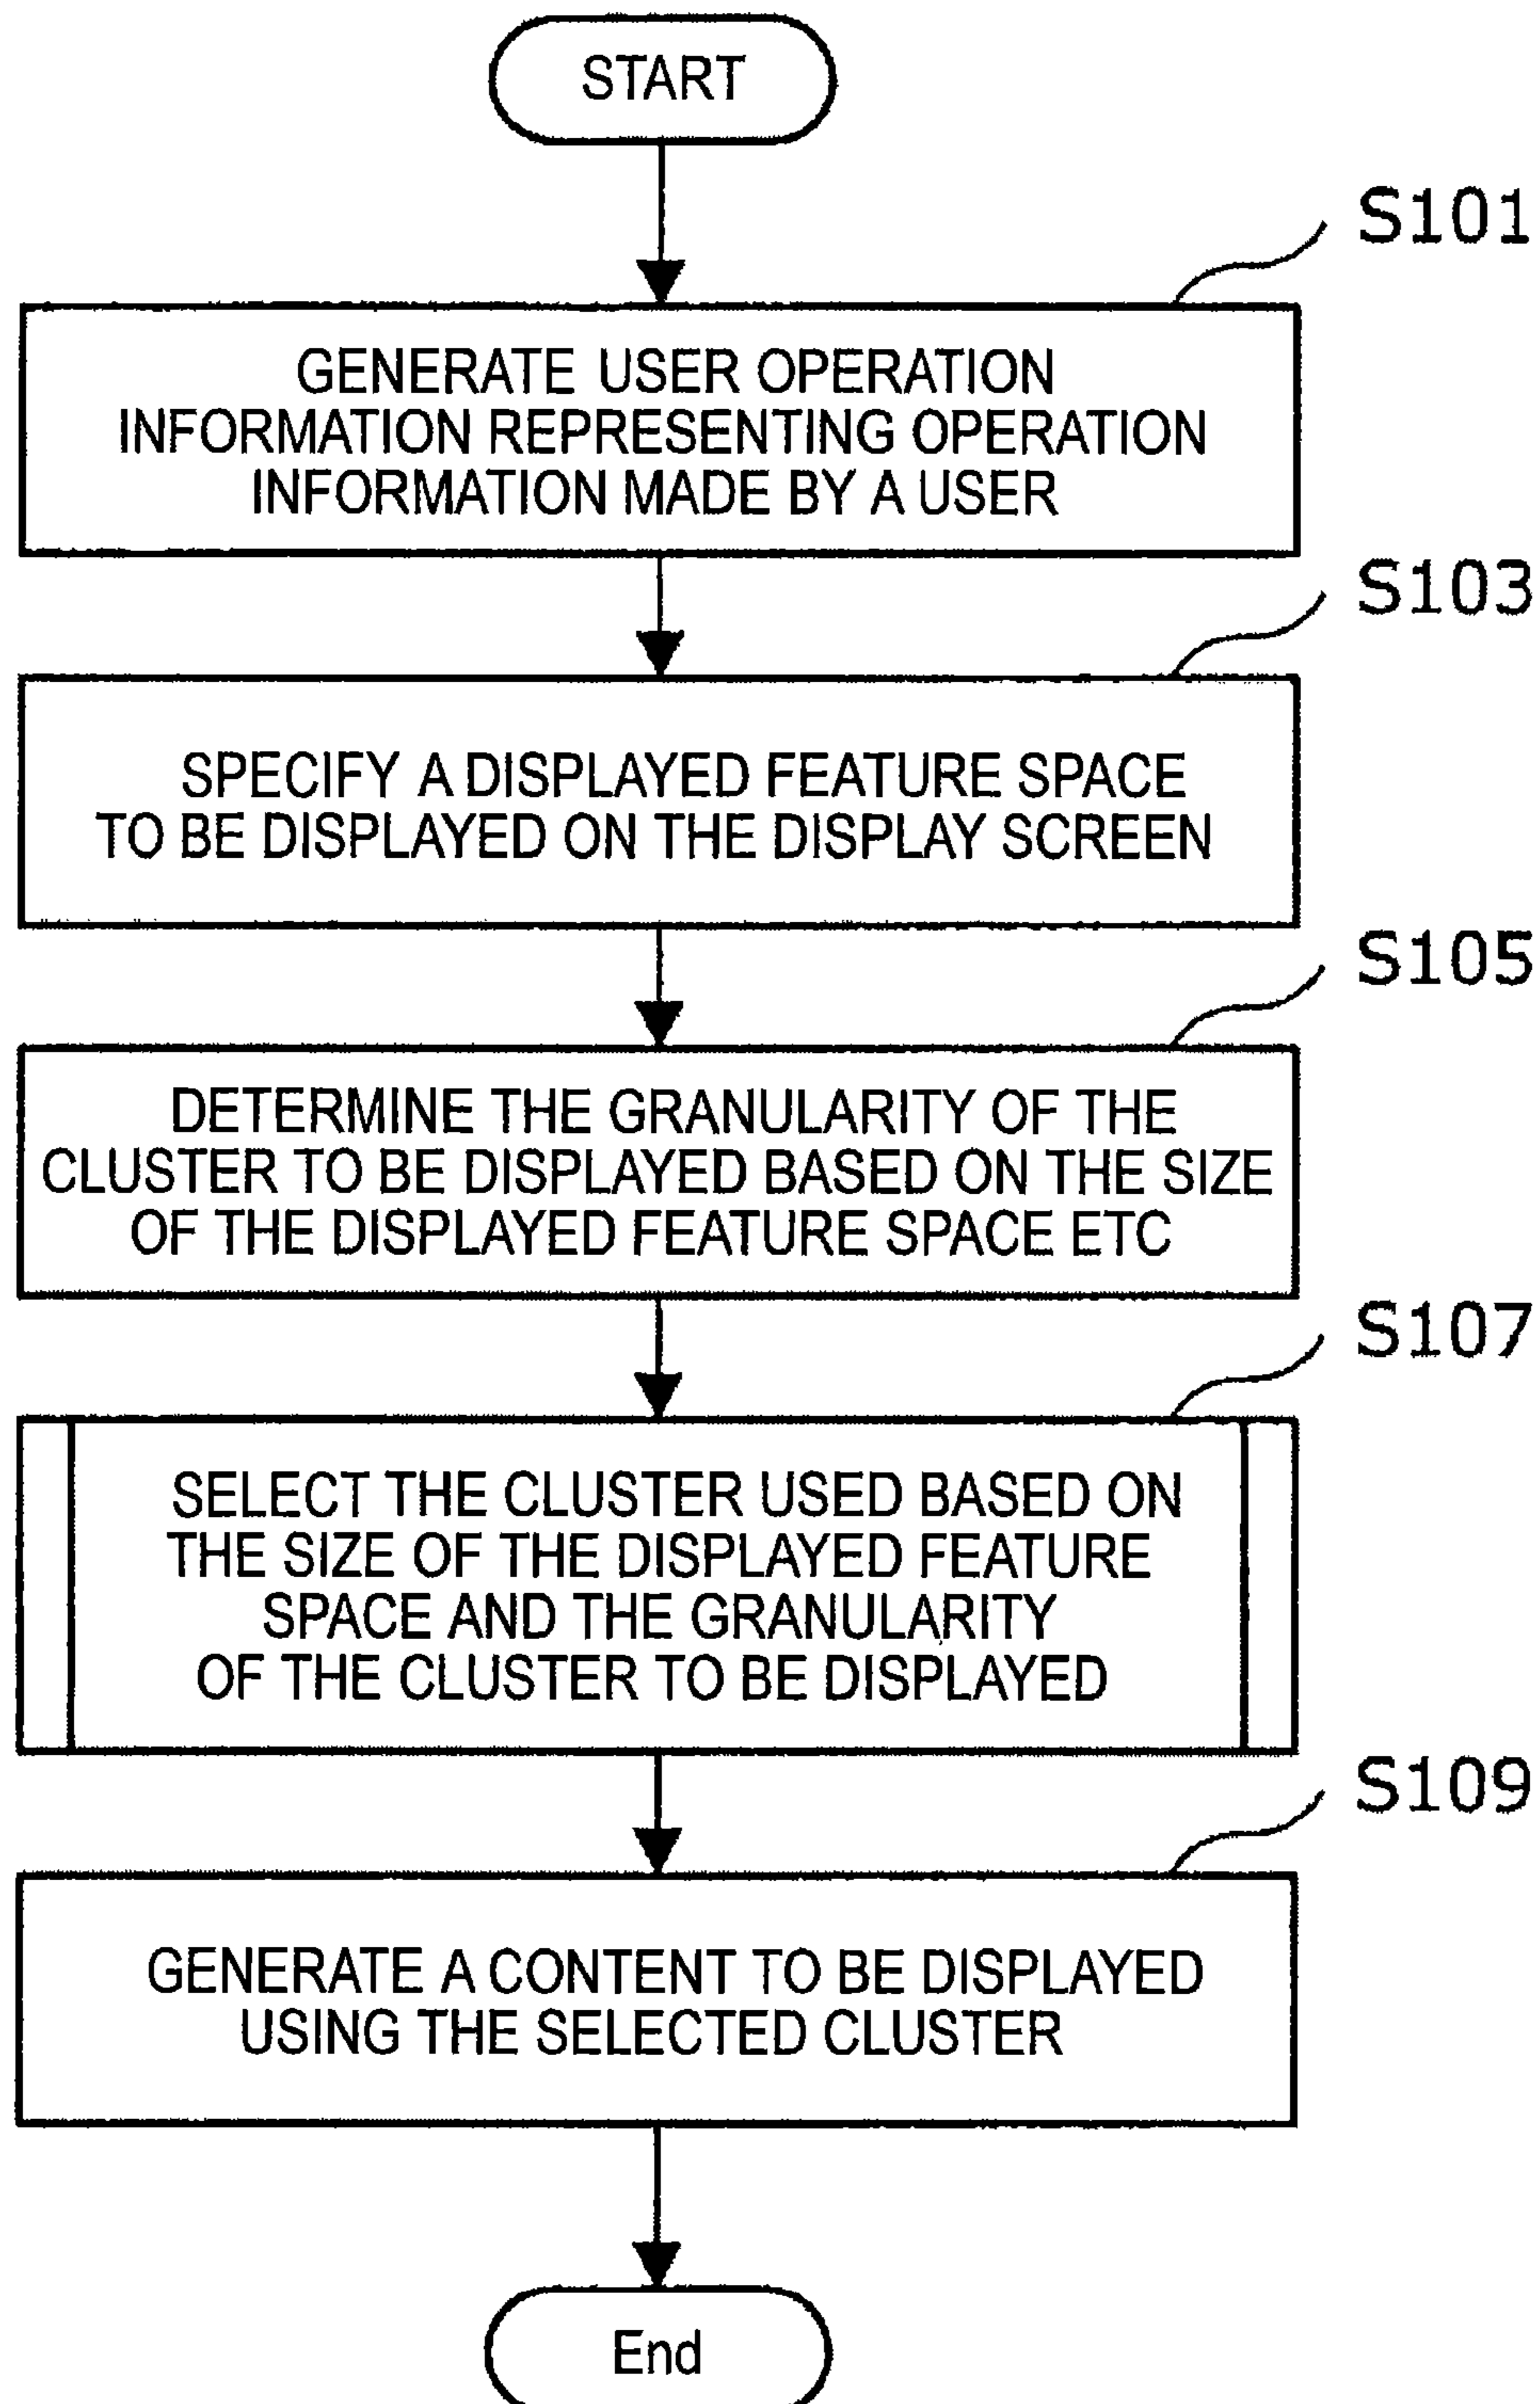 START
S101
GENERATE USER OPERATION
INFORMATION REPRESENTING OPERATION
INFORMATION MADE BY A USER
S103
SPECIFY A DISPLAYED FEATURE SPACE
TO BE DISPLAYED ON THE DISPLAY SCREEN
S105
DETERMINE THE GRANULARITY OF THE
CLUSTER TO BE DISPLAYED BASED ON THE SIZE
OF THE DISPLAYED FEATURE SPACE ETC
S107
SELECT THE CLUSTER USED BASED ON
THE SIZE OF THE DISPLAYED FEATURE
SPACE AND THE GRANULARITY
OF THE CLUSTER TO BE DISPLAYED
S109
GENERATE A CONTENT TO BE DISPLAYED
USING THE SELECTED CLUSTER
End